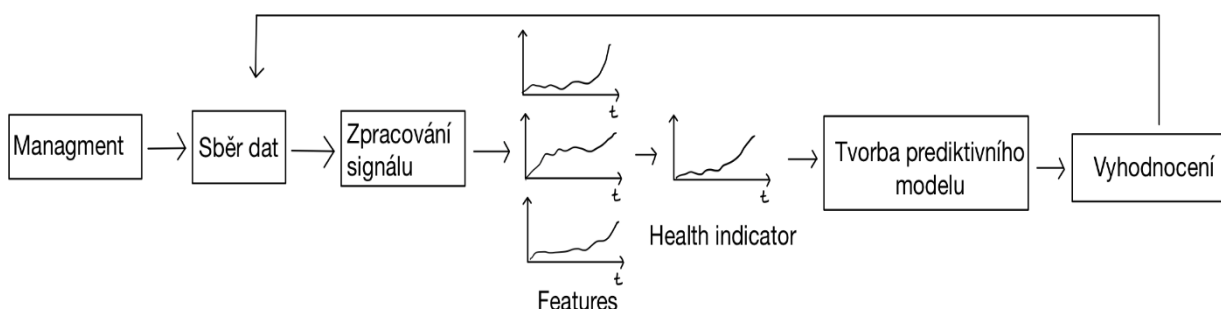 Managment
Sběr dat
Zpracování
signálu
t
t
t
Features
t
Health indicator
Tvorba prediktivního
modelu
Vyhodnocení